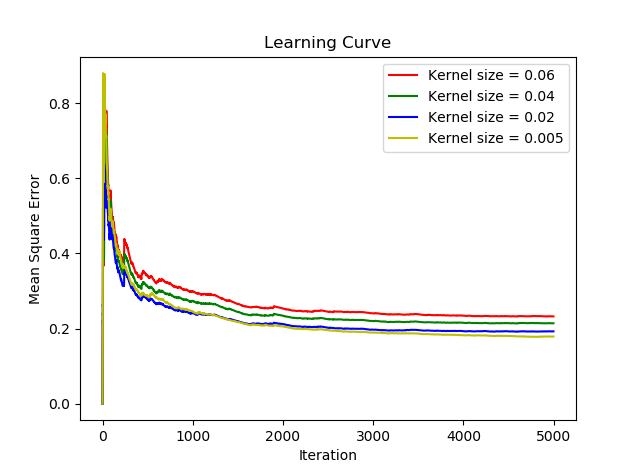 Learning Curve
Kernel size = 0.06
Kernel size = 0.04
Kernel size = 0.02
Kernel size = 0.005
Mean Square Error
0.8
0.6
0.4
0.2
0.0
0 1000 2000 3000 4000 5000
Iteration